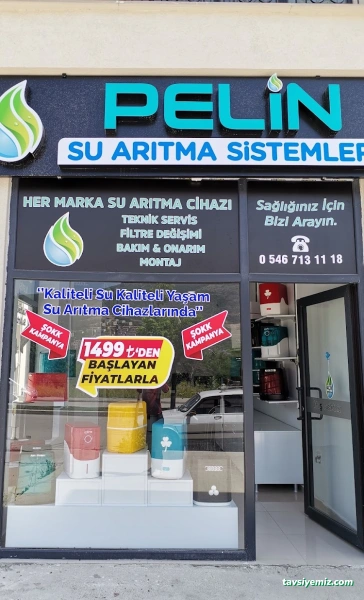 PELİN
SU ARITMA SİSTEMLER
HER MARKA SU ARITMA CİHAZI
TEKNİK SERVİS
FİLTRE DEĞİŞİMİ
BAKIM & ONARIM
MONTAJ
Sağlığınız İçin
Bizi Arayın.
0 546 713 11 18
"Kaliteli Su Kaliteli Yaşam
Su Arıtma Cihazlarında"
ŞOKK
KAMPANYA
ŞOKK
KAMPANYA
1499 ₺'DEN
BAŞLAYAN
FİYATLARLA
tavsiyemiz.com